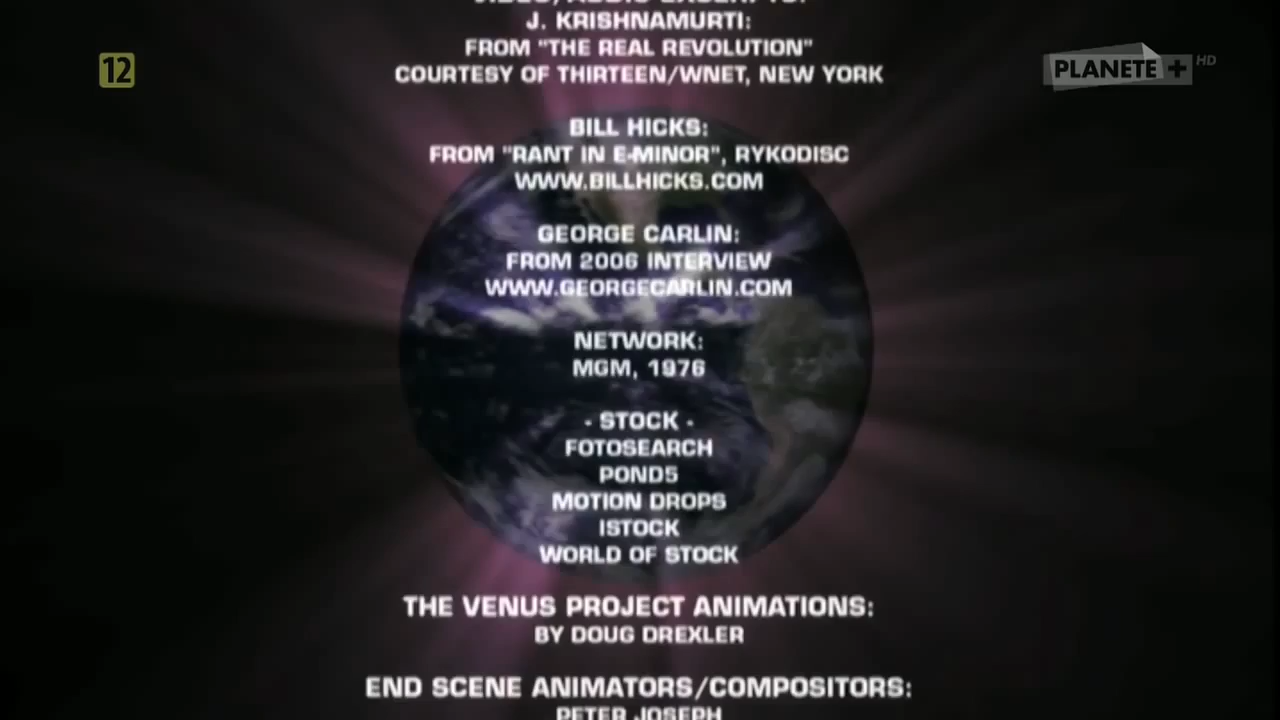 VIDEO/AUDIO EXCERPTS:
J. KRISHNAMURTI:
FROM "THE REAL REVOLUTION"
COURTESY OF THIRTEEN/WNET, NEW YORK
12
PLANETE+ HD
BILL HICKS:
FROM "RANT IN E-MINOR", RYKODISC
WWW.BILLHICKS.COM
GEORGE CARLIN:
FROM 2006 INTERVIEW
WWW.GEORGECARLIN.COM
NETWORK:
MGM, 1976
- STOCK -
FOTOSEARCH
POND5
MOTION DROPS
ISTOCK
WORLD OF STOCK
THE VENUS PROJECT ANIMATIONS:
BY DOUG DREXLER
END SCENE ANIMATORS/COMPOSITORS:
PETER JOSEPH